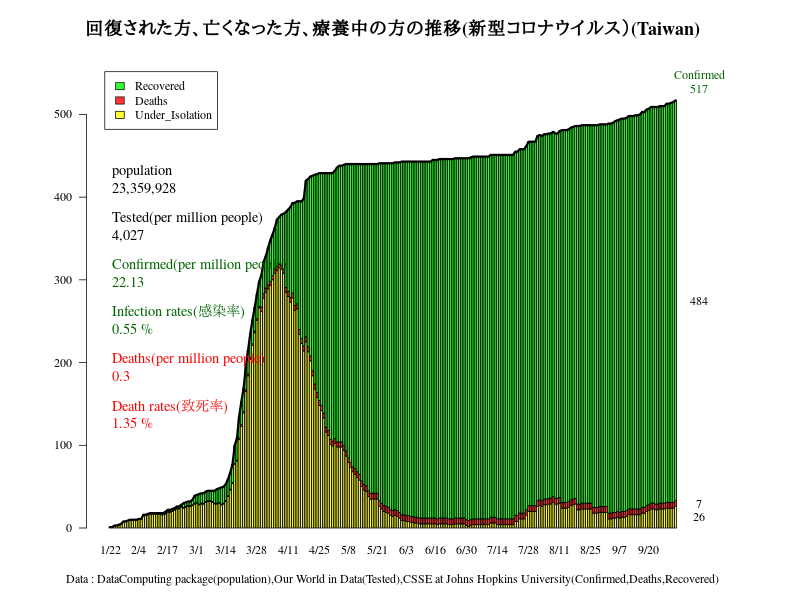 回復された方、亡くなった方、療養中の方の推移(新型コロナウイルス）(Taiwan)
Confirmed
517
Recovered
Deaths
Under_Isolation
population
23,359,928
Tested(per million people)
4,027
Confirmed(per million people)
22.13
Infection rates(感染率)
0.55 %
Deaths(per million people)
0.3
Death rates(致死率)
1.35 %
500
400
300
200
100
0
484
7
26
1/22 2/4 2/17 3/1 3/14 3/28 4/11 4/25 5/8 5/21 6/3 6/16 6/30 7/14 7/28 8/11 8/25 9/7 9/20
Data : DataComputing package(population),Our World in Data(Tested),CSSE at Johns Hopkins University(Confirmed,Deaths,Recovered)